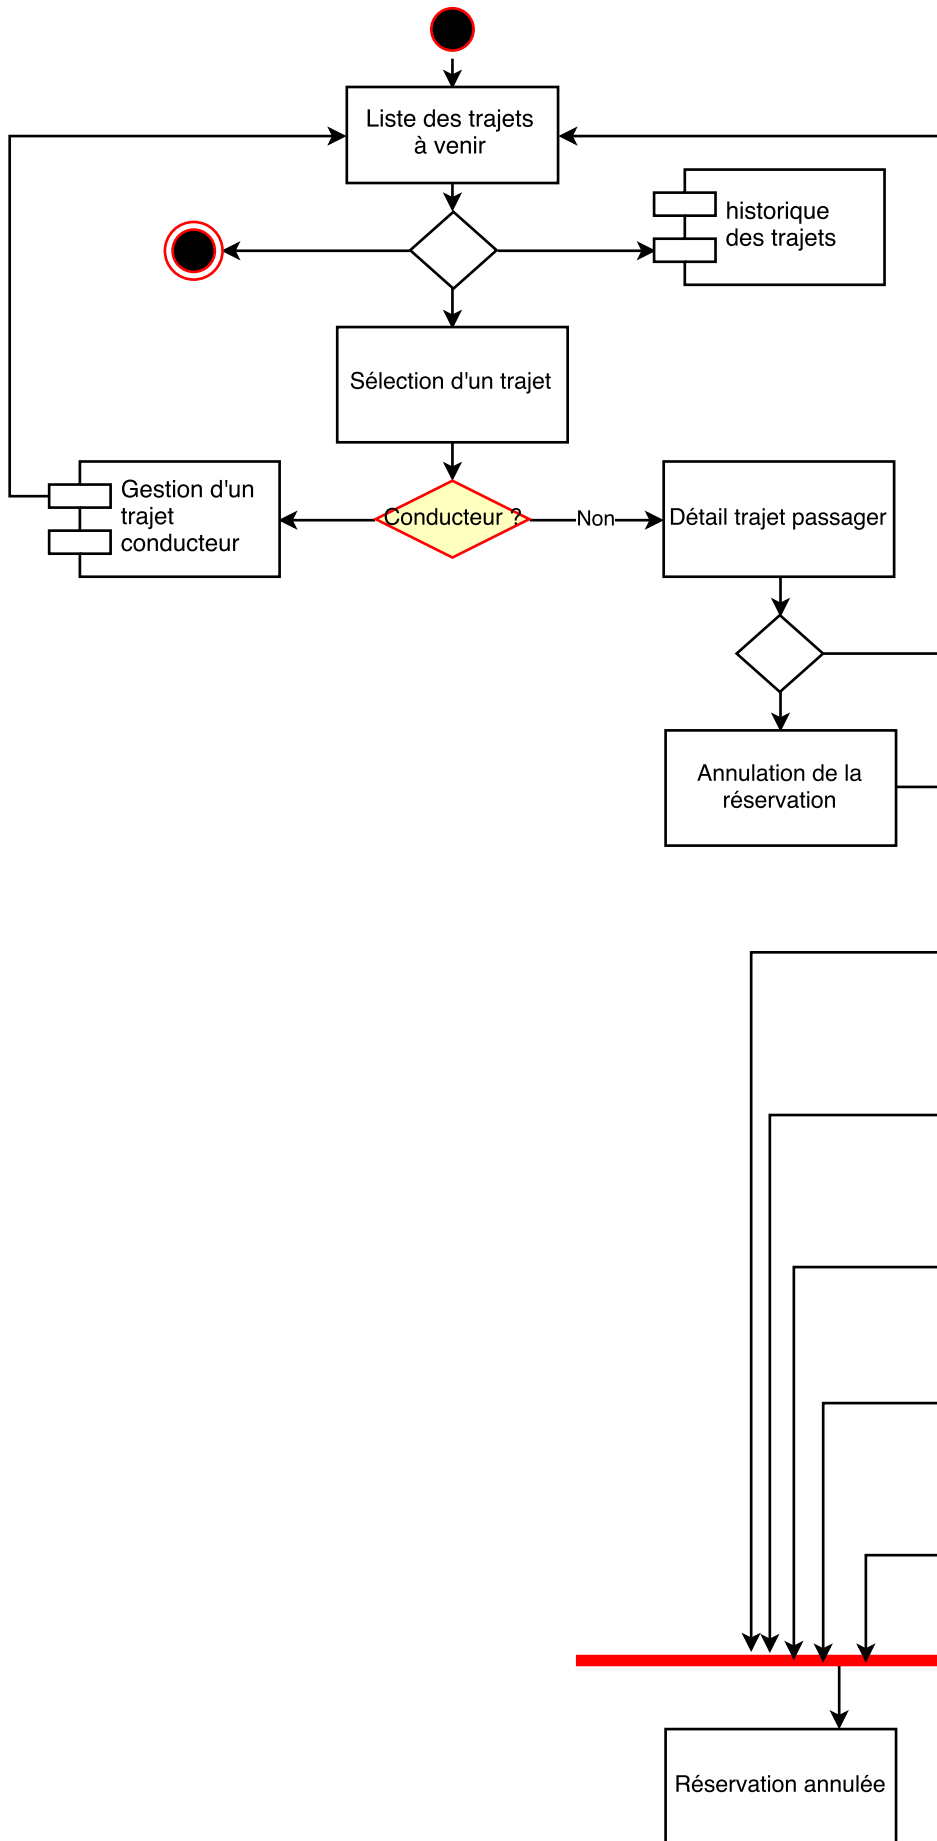 Liste des trajets
à venir
historique
des trajets
Sélection d'un trajet
Gestion d'un
trajet
conducteur
Conducteur ?
Non
Détail trajet passager
Annulation de la
réservation
Réservation annulée